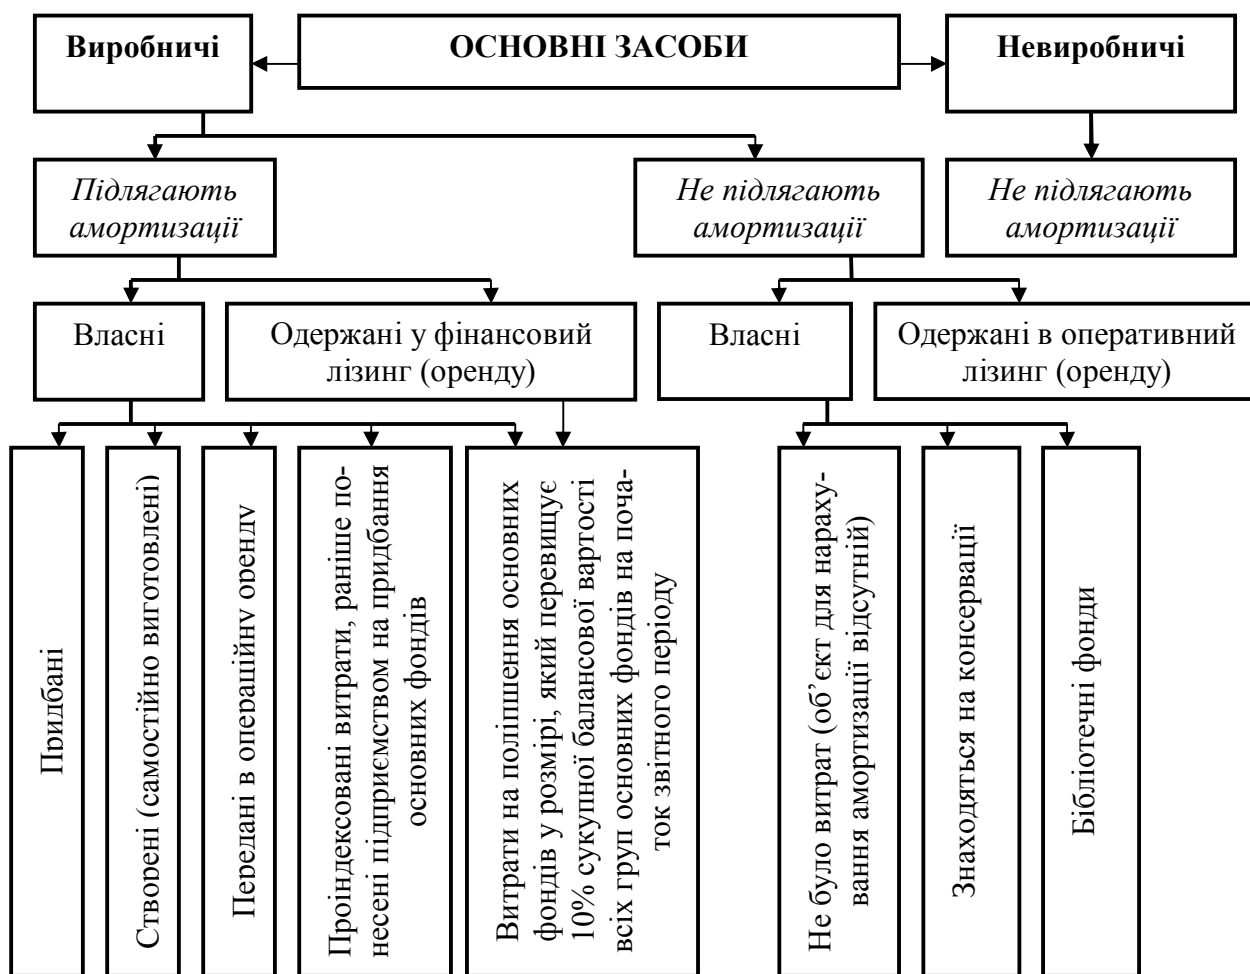 Виробничі
ОСНОВНІ ЗАСОБИ
Невиробничі
Підлягають
амортизації
Не підлягають
амортизації
Не підлягають
амортизації
Власні
Одержані у фінансовий
лізинг (оренду)
Власні
Одержані в оперативний
лізинг (оренду)
Придбані
Створені (самостійно виготовлені)
Передані в операційну оренду
Проіндексовані витрати, раніше по-
несені підприємством на придбання
основних фондів
Витрати на поліпшення основних
фондів у розмірі, який перевищує
10% сукупної балансової вартості
всіх груп основних фондів на поча-
ток звітного періоду
Не було витрат (об’єкт для нараху-
вання амортизації відсутній)
Знаходяться на консервації
Бібліотечні фонди